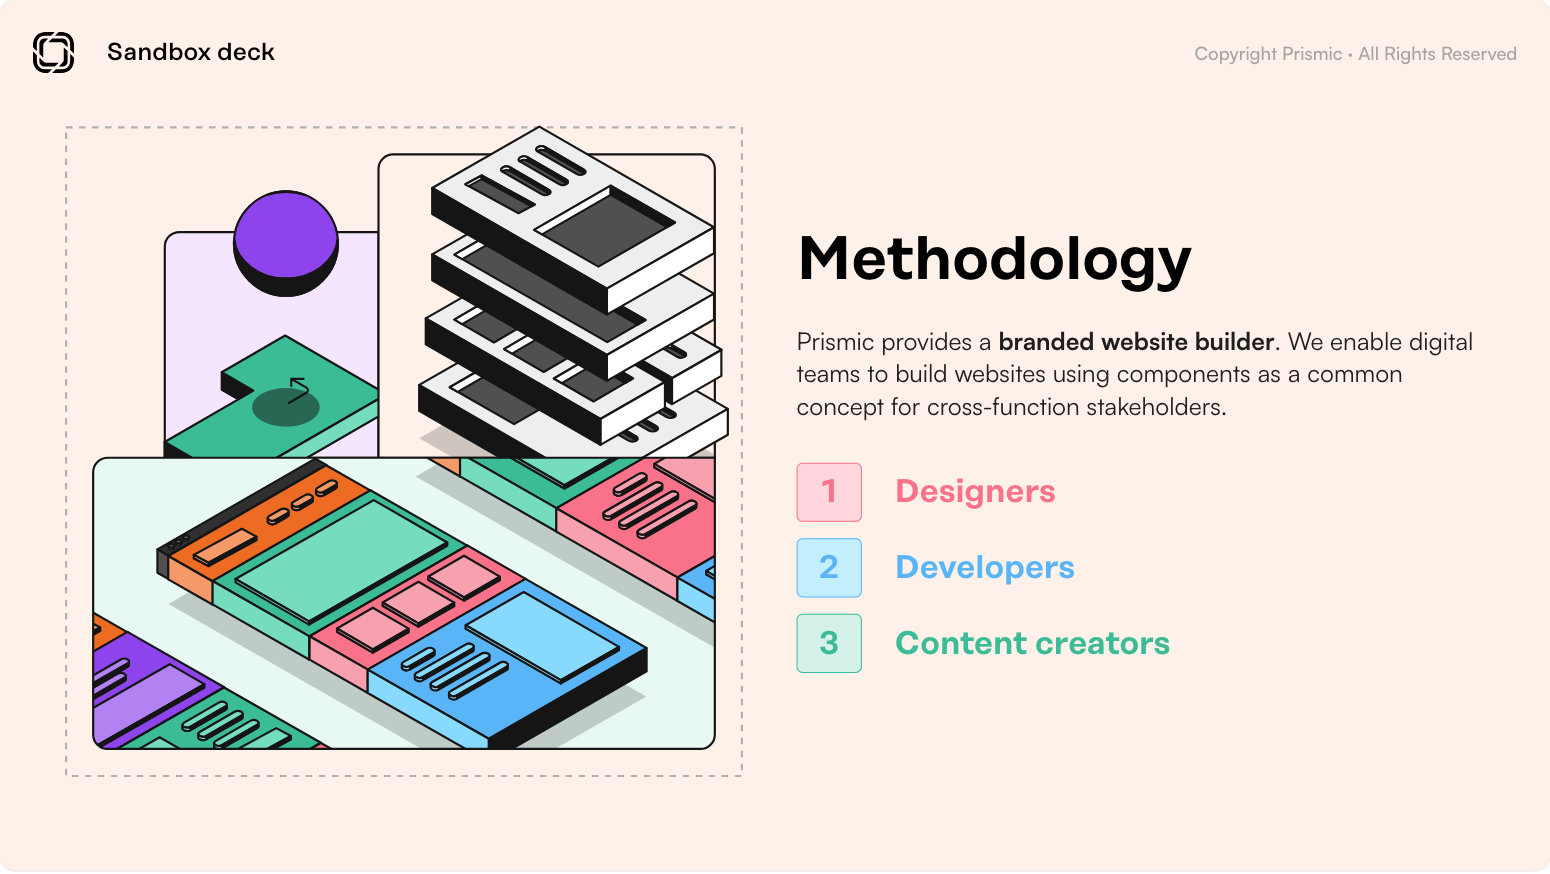 Sandbox deck
Copyright Prismic · All Rights Reserved
Methodology
Prismic provides a branded website builder. We enable digital
teams to build websites using components as a common
concept for cross-function stakeholders.
1 Designers
2 Developers
3 Content creators